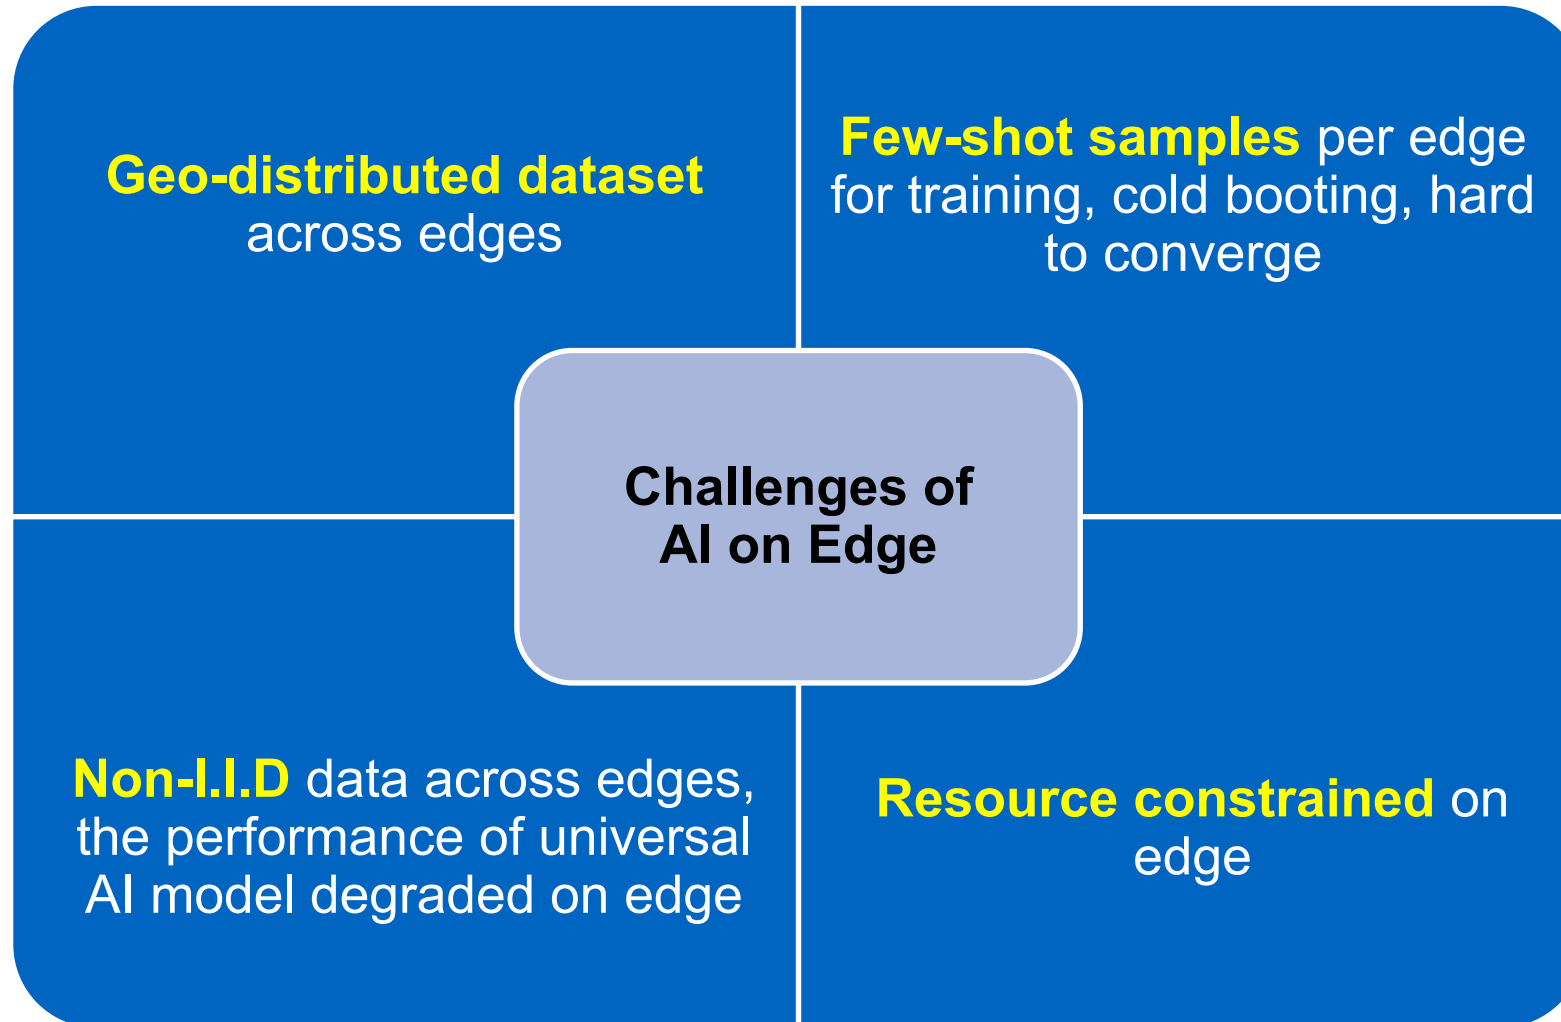 Geo-distributed dataset
across edges
Few-shot samples per edge
for training, cold booting, hard
to converge
Challenges of
AI on Edge
Non-I.I.D data across edges,
the performance of universal
AI model degraded on edge
Resource constrained on
edge